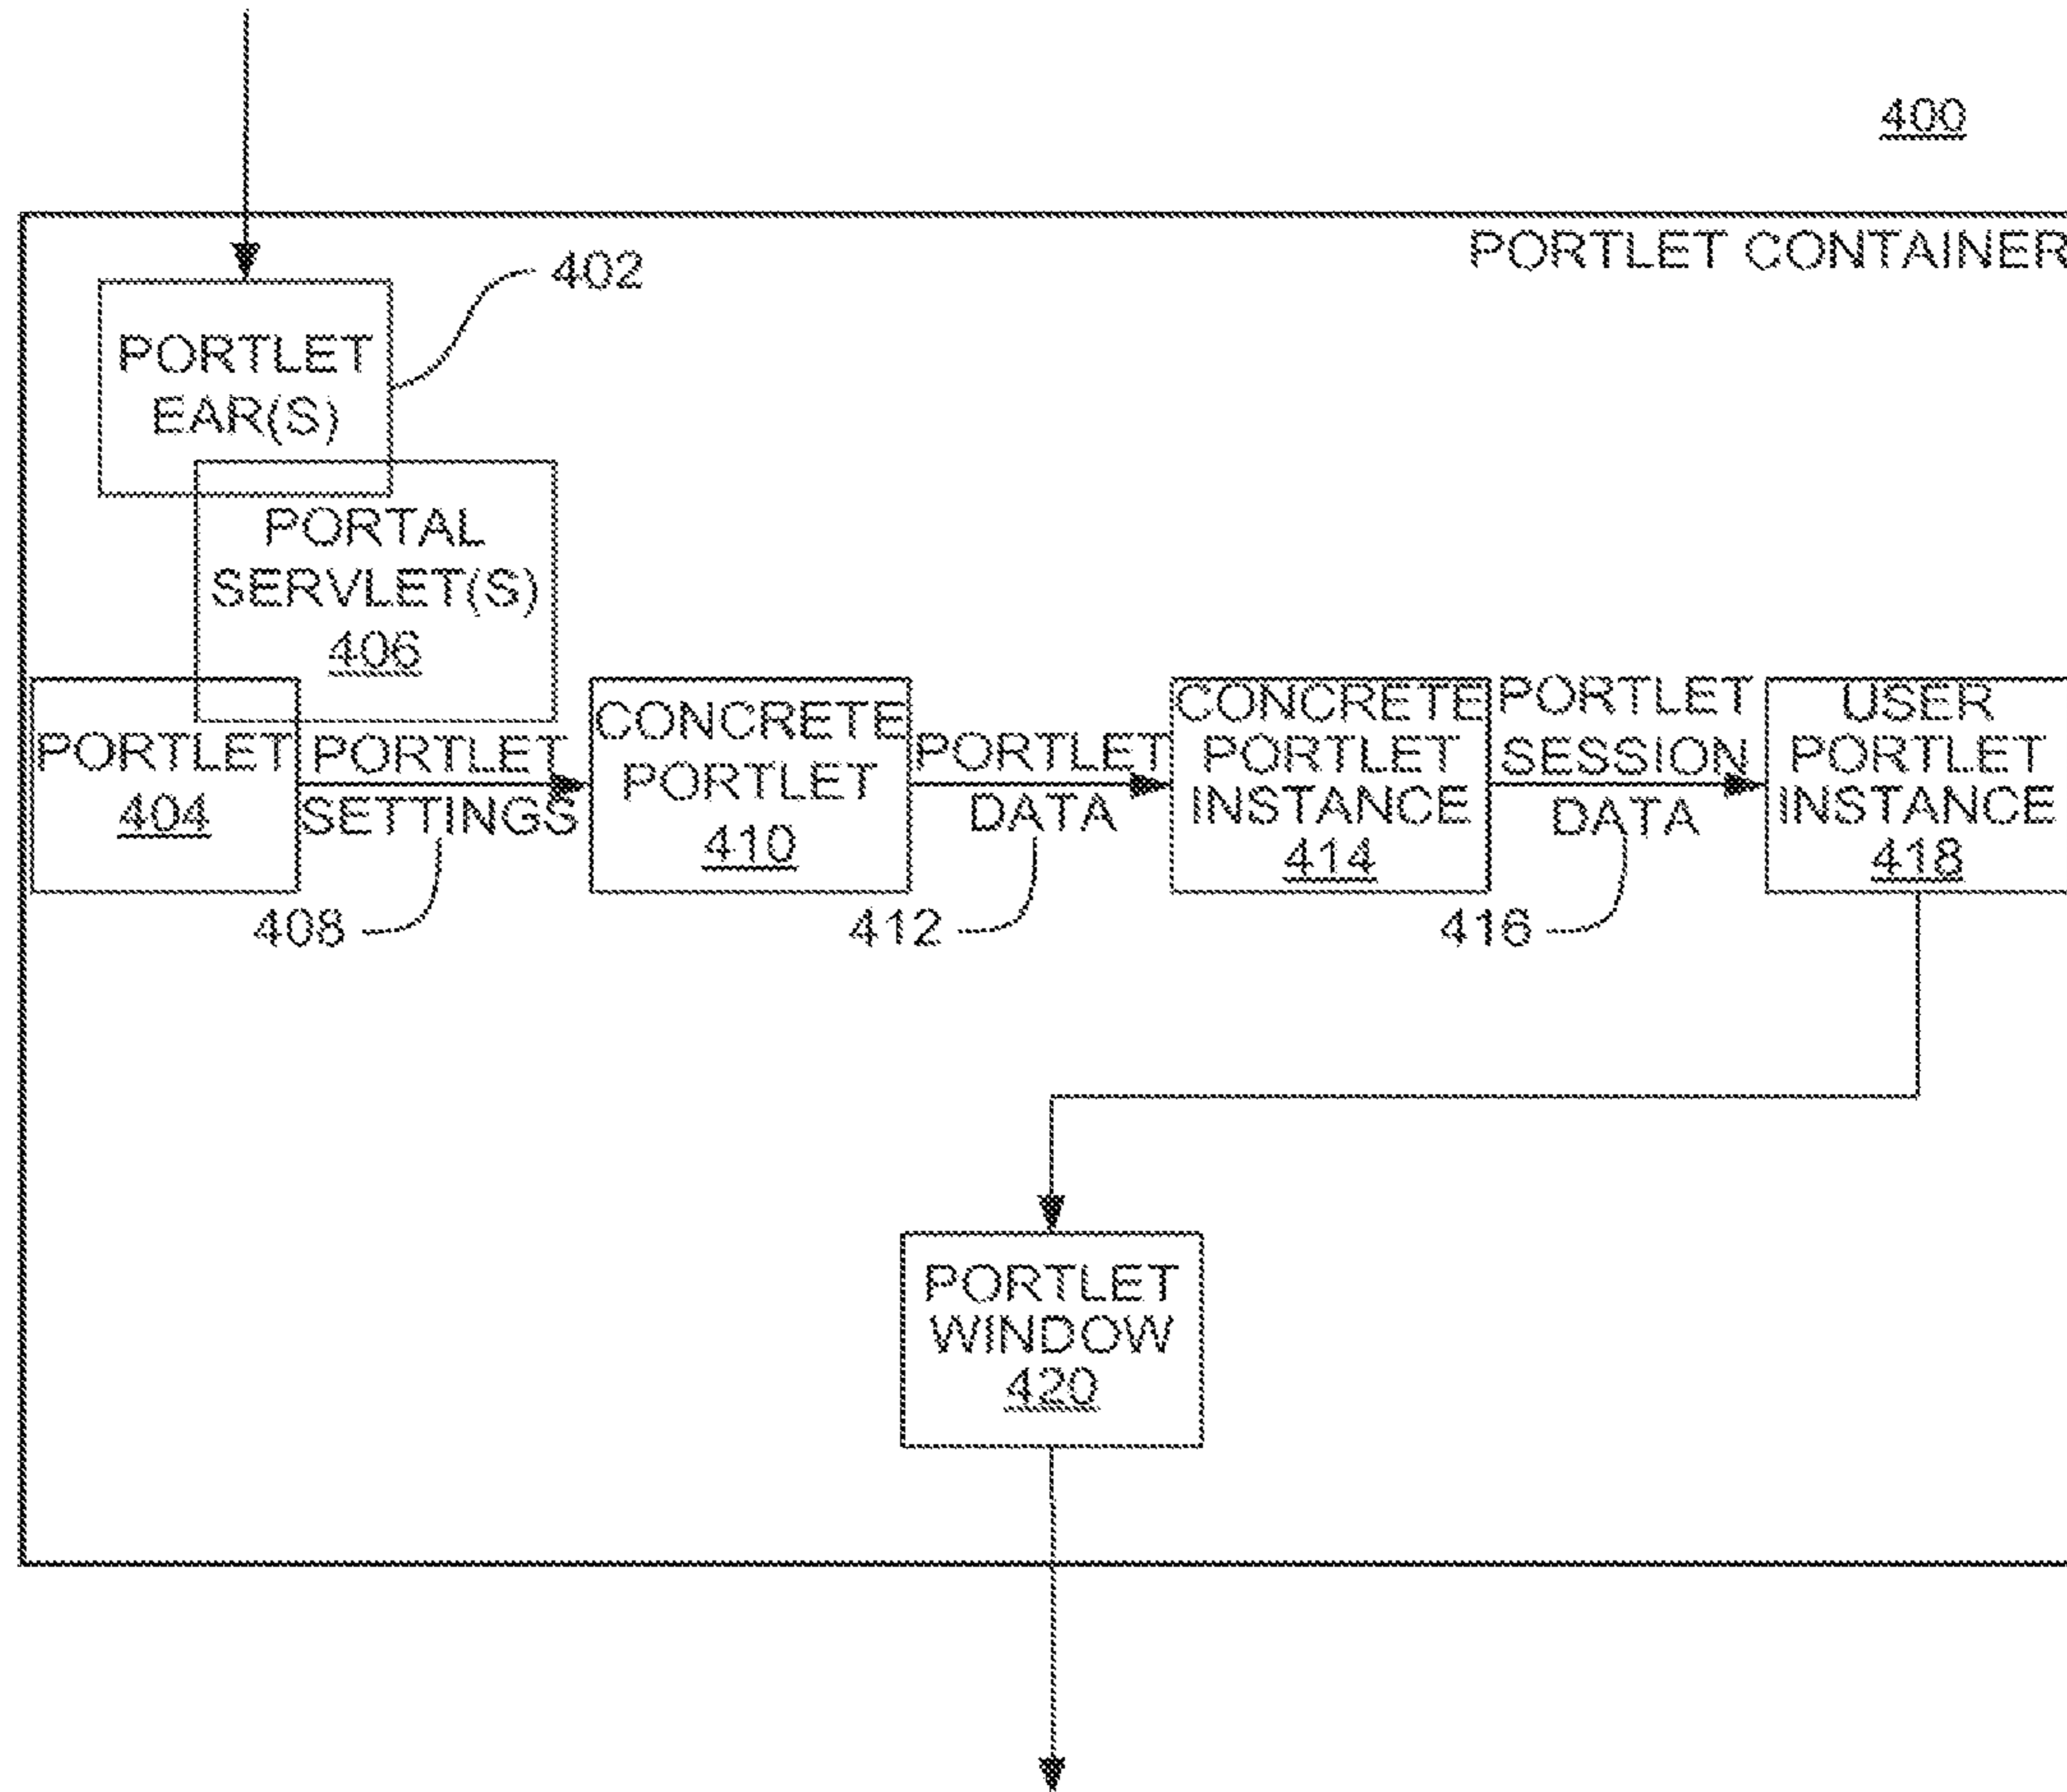 400
PORTLET CONTAINER
402
PORTLET
EAR(S)
PORTAL
SERVLET(S)
406
PORTLET
404
PORTLET
SETTINGS
408
CONCRETE
PORTLET
410
PORTLET
DATA
412
CONCRETE
PORTLET
INSTANCE
414
PORTLET
SESSION
DATA
416
USER
PORTLET
INSTANCE
418
PORTLET
WINDOW
420